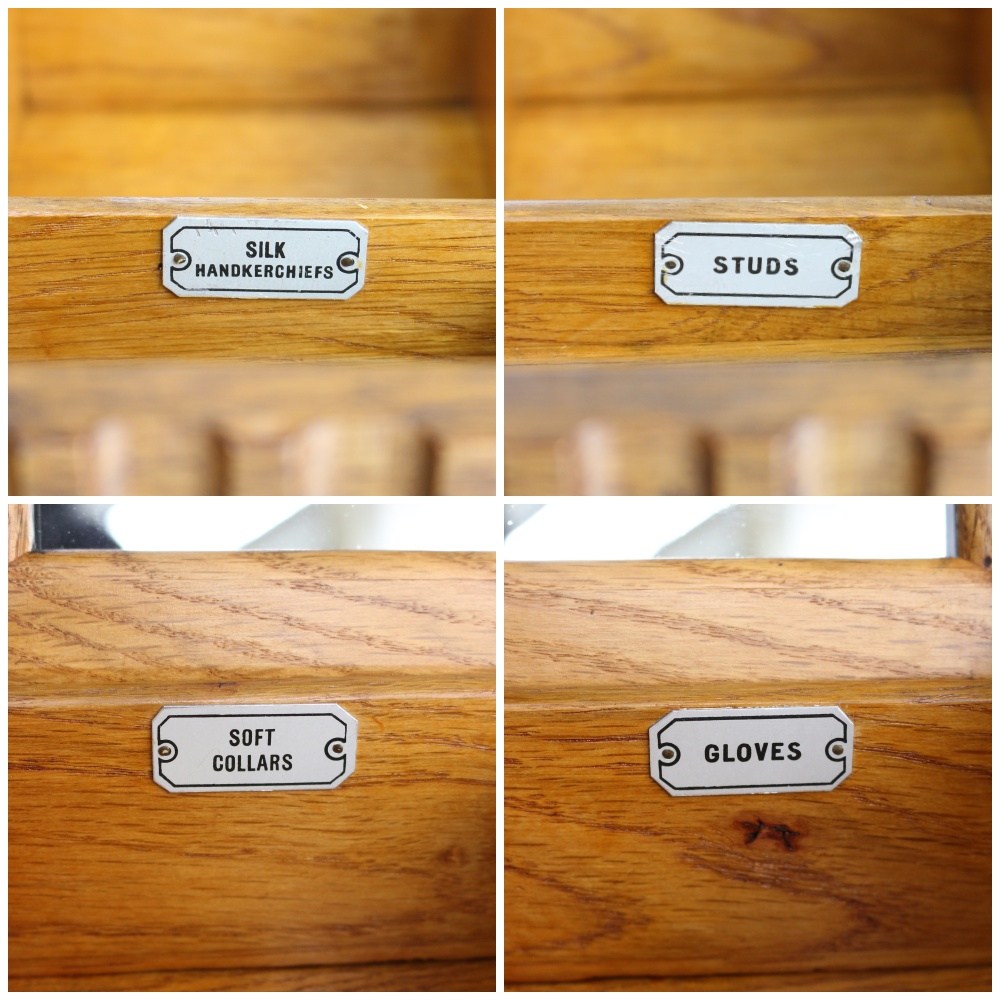 SILK
HANDKERCHIEFS
STUDS
SOFT
COLLARS
GLOVES